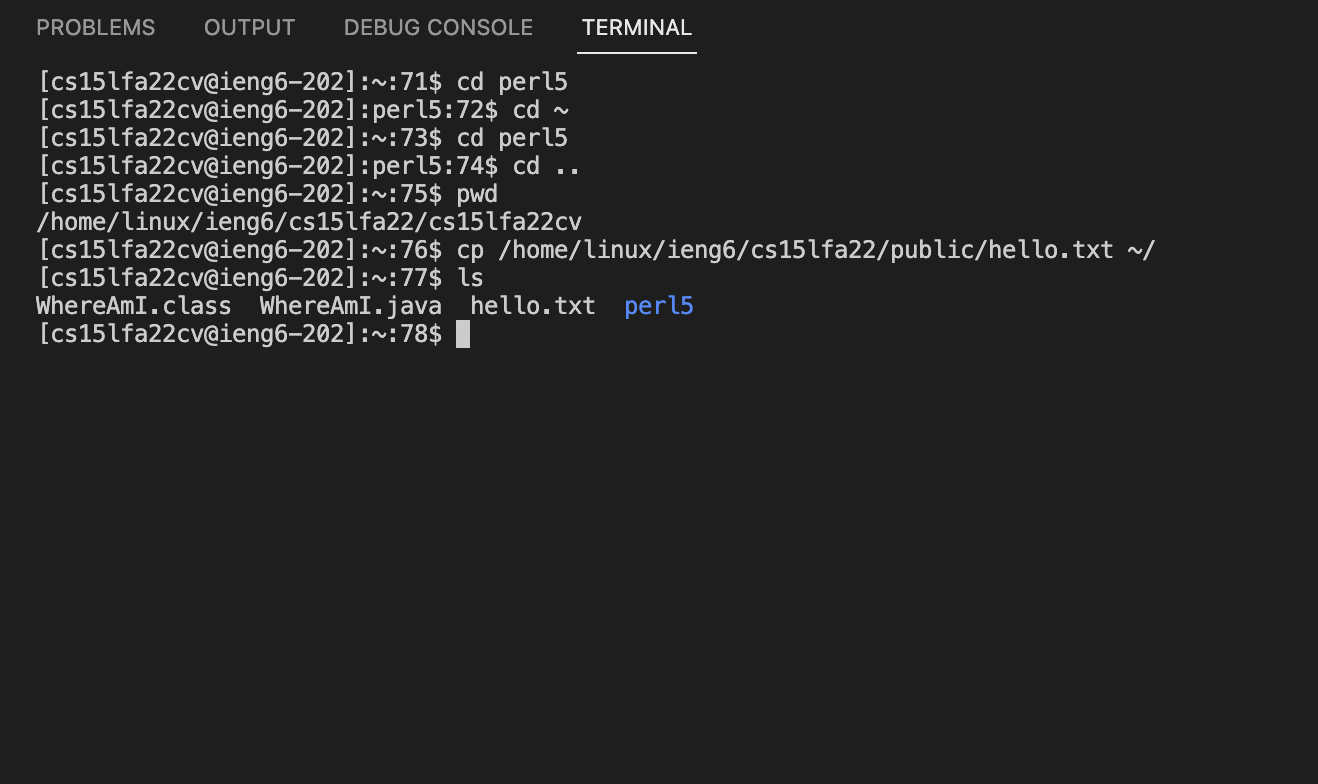 PROBLEMS OUTPUT DEBUG CONSOLE TERMINAL
[cs15lfa22cv@ieng6-202]:~:71$ cd perl5
[cs15lfa22cv@ieng6-202]:perl5:72$ cd ~
[cs15lfa22cv@ieng6-202]:~:73$ cd perl5
[cs15lfa22cv@ieng6-202]:perl5:74$ cd ..
[cs15lfa22cv@ieng6-202]:~:75$ pwd
/home/linux/ieng6/cs15lfa22/cs15lfa22cv
[cs15lfa22cv@ieng6-202]:~:76$ cp /home/linux/ieng6/cs15lfa22/public/hello.txt ~/
[cs15lfa22cv@ieng6-202]:~:77$ ls
WhereAmI.class  WhereAmI.java  hello.txt  perl5
[cs15lfa22cv@ieng6-202]:~:78$